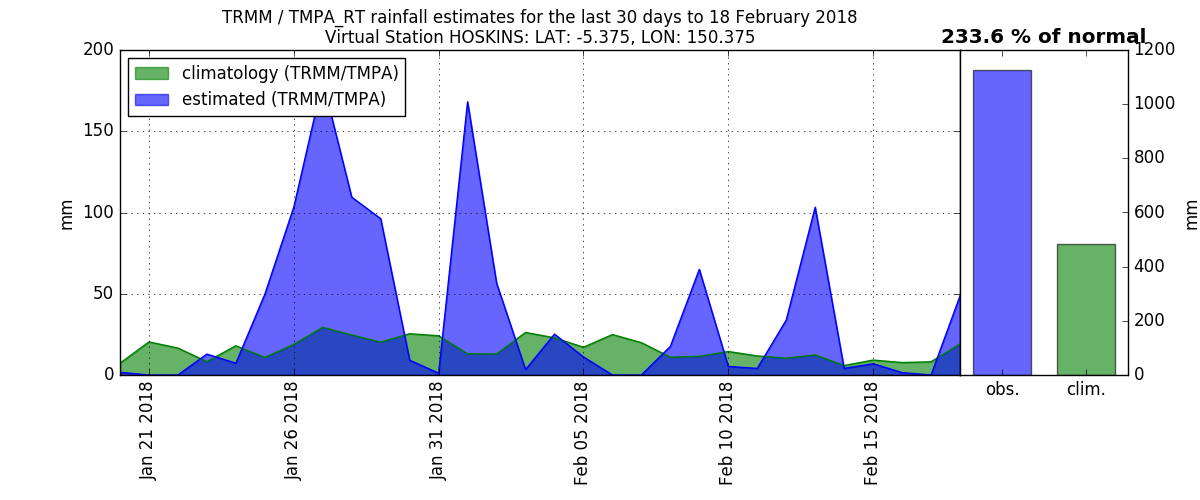 TRMM / TMPA_RT rainfall estimates for the last 30 days to 18 February 2018
Virtual Station HOSKINS: LAT: -5.375, LON: 150.375
233.6 % of normal
climatology (TRMM/TMPA)
estimated (TRMM/TMPA)
200
150
100
50
0
mm
1200
1000
800
600
400
200
0
mm
Jan 21 2018
Jan 26 2018
Jan 31 2018
Feb 05 2018
Feb 10 2018
Feb 15 2018
obs.
clim.